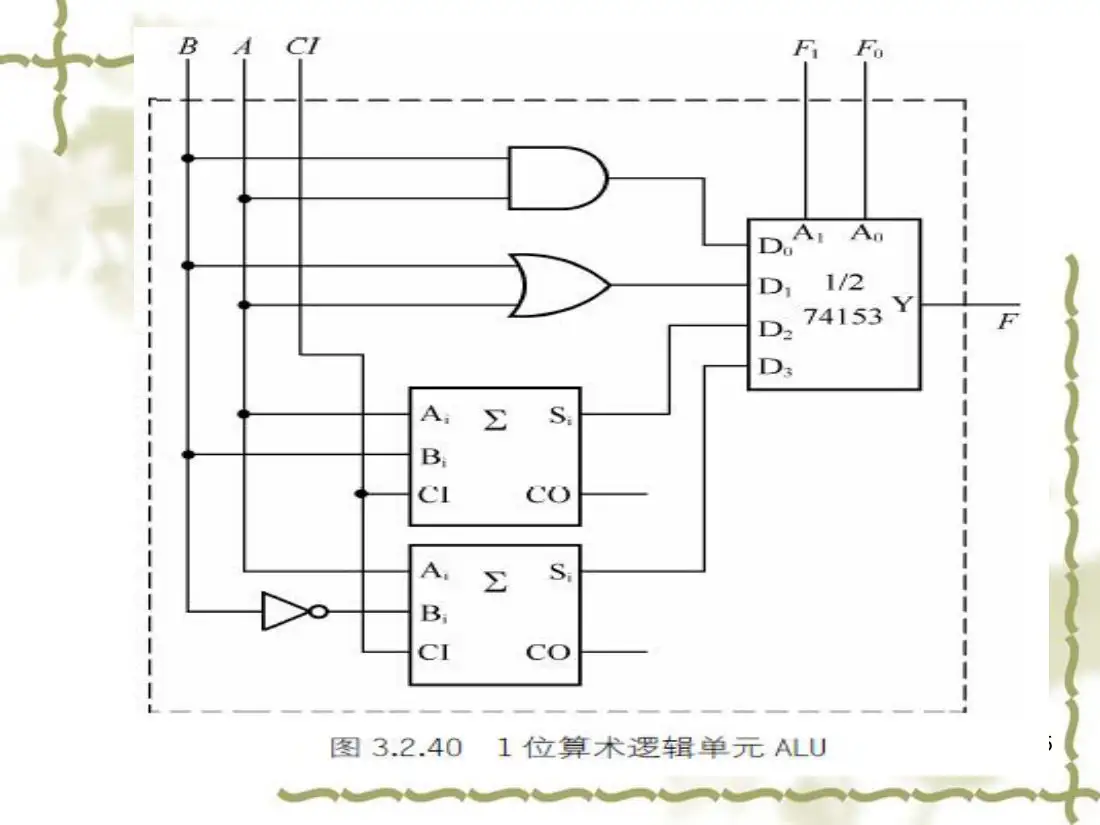 B A CI F₁ F₀
A₁ A₀
D₀
D₁ 1/2
74153 Y
D₂
D₃
F
Aᵢ Σ Sᵢ
Bᵢ
CI CO
Aᵢ Σ Sᵢ
Bᵢ
CI CO
图 3.2.40 1 位算术逻辑单元 ALU